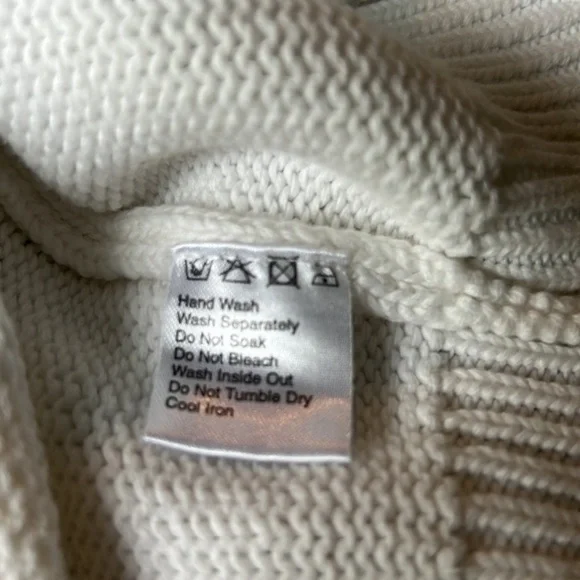 Hand Wash
Wash Separately
Do Not Soak
Do Not Bleach
Wash Inside Out
Do Not Tumble Dry
Cool Iron